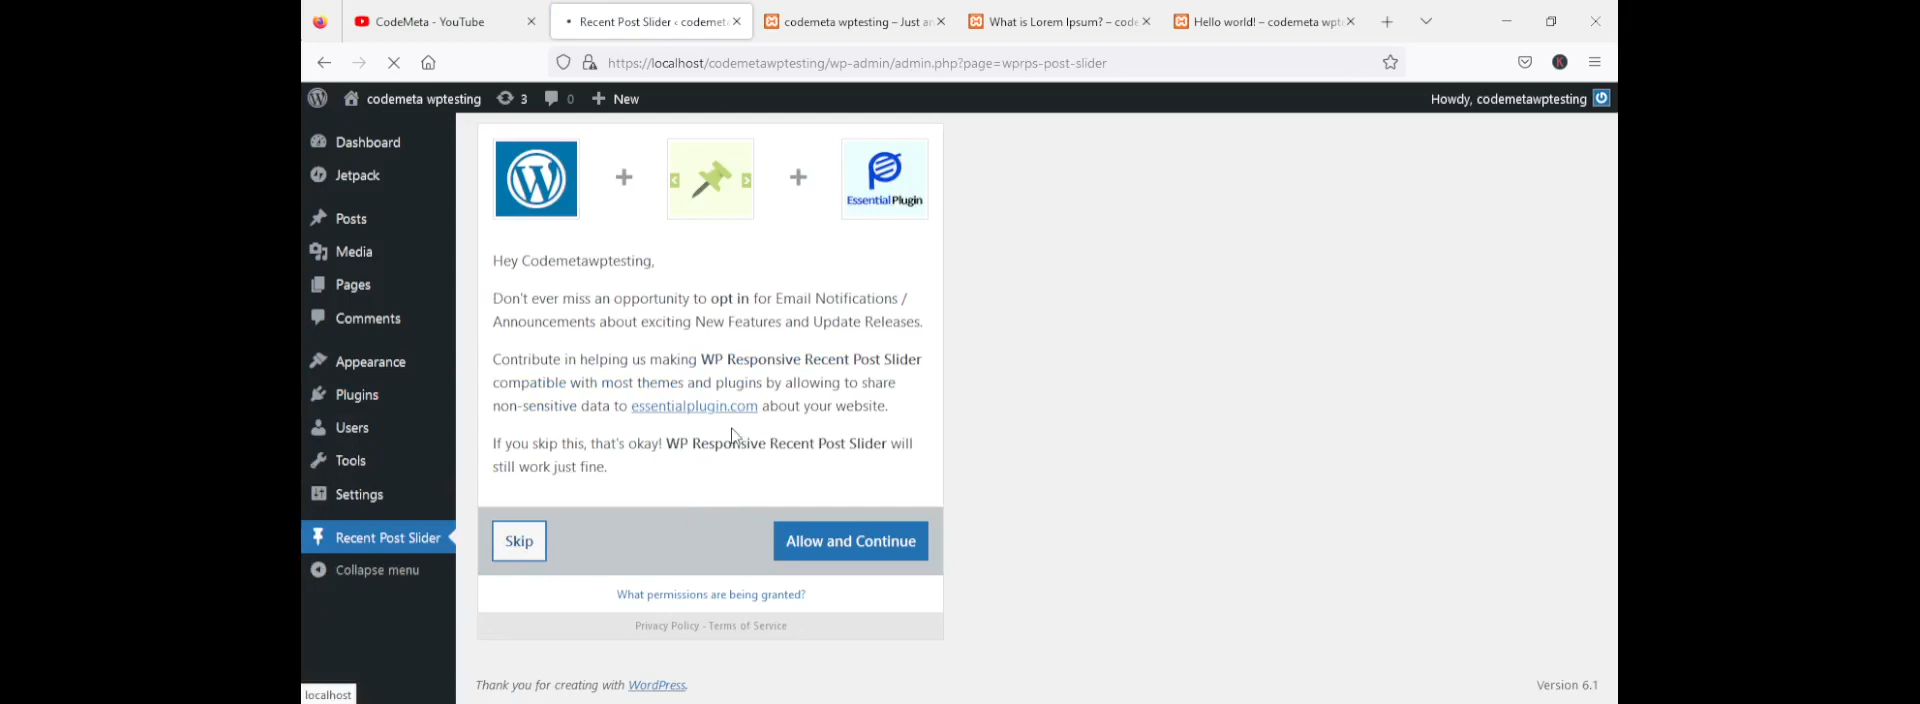 CodeMeta - YouTube
Recent Post Slider ‹ codemet
codemeta wptesting – Just an
What is Lorem Ipsum? – code
Hello world! – codemeta wpt
https://localhost/codemetawptesting/wp-admin/admin.php?page=wprps-post-slider
K
codemeta wptesting
3
0
New
Howdy, codemetawptesting
Dashboard
Jetpack
Posts
Media
Pages
Comments
Appearance
Plugins
Users
Tools
Settings
Recent Post Slider
Collapse menu
Essential Plugin
Hey Codemetawptesting,
Don't ever miss an opportunity to opt in for Email Notifications /
Announcements about exciting New Features and Update Releases.
Contribute in helping us making WP Responsive Recent Post Slider
compatible with most themes and plugins by allowing to share
non-sensitive data to essentialplugin.com about your website.
If you skip this, that's okay! WP Responsive Recent Post Slider will
still work just fine.
Skip
Allow and Continue
What permissions are being granted?
Privacy Policy - Terms of Service
Thank you for creating with WordPress.
Version 6.1
localhost